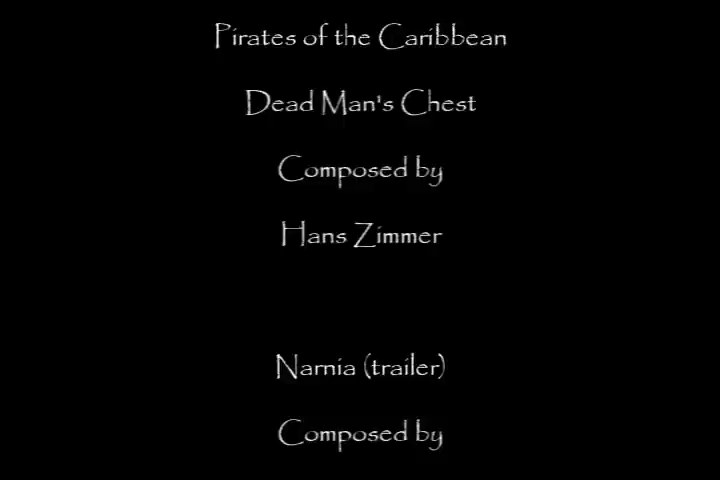 Pirates of the Caribbean
Dead Man's Chest
Composed by
Hans Zimmer
Narnia (trailer)
Composed by